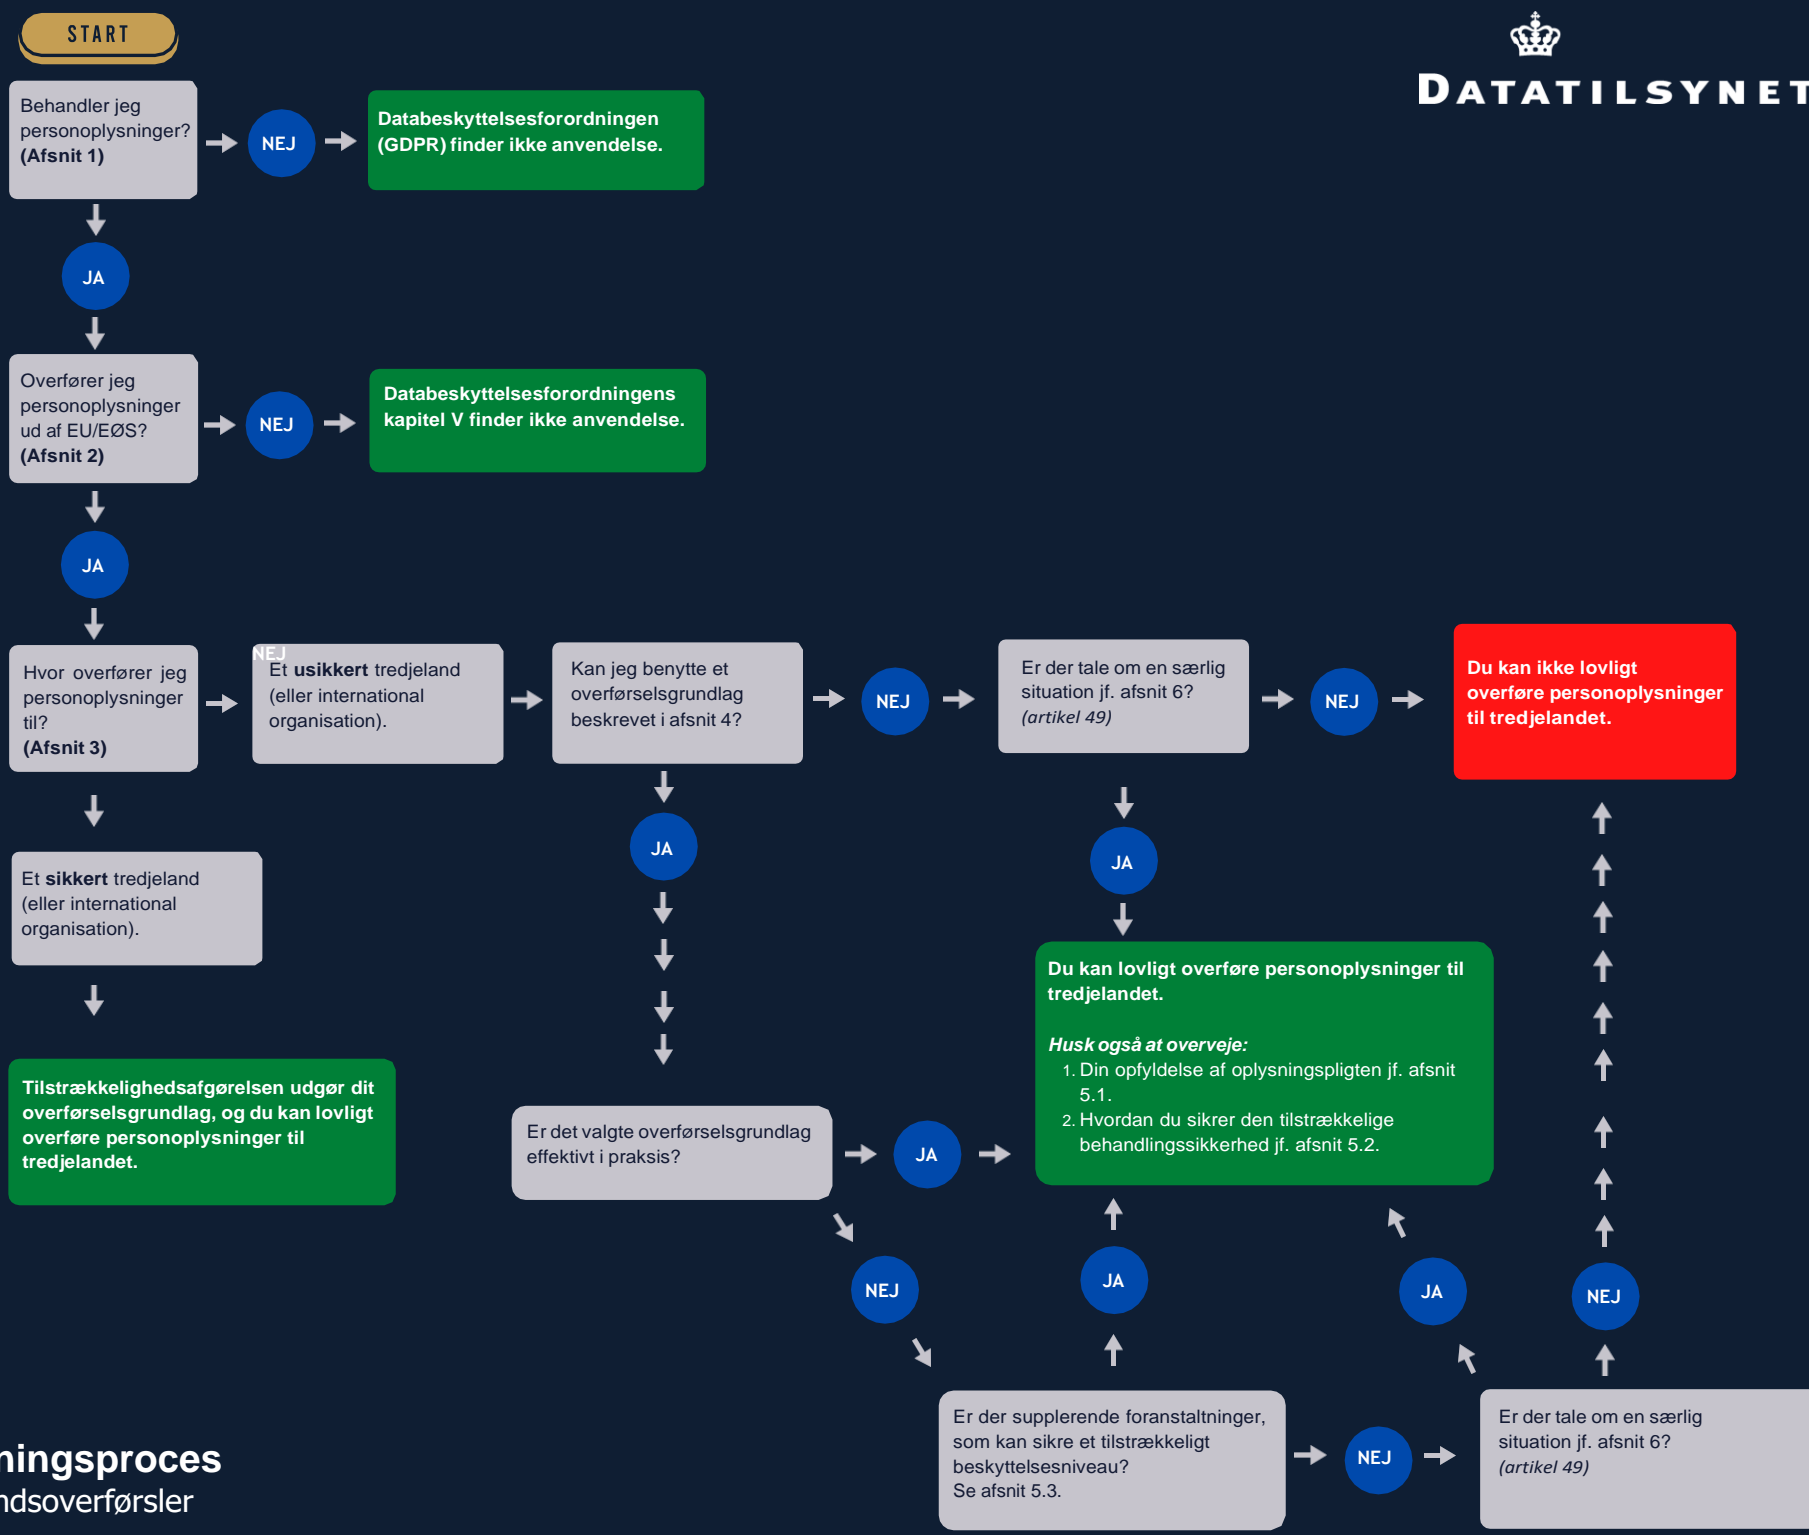 START
DATATILSYNET
Behandler jeg
personoplysninger?
(Afsnit 1)
NEJ
Databeskyttelsesforordningen
(GDPR) finder ikke anvendelse.
JA
Overfører jeg
personoplysninger
ud af EU/EØS?
(Afsnit 2)
NEJ
Databeskyttelsesforordningens
kapitel V finder ikke anvendelse.
JA
Hvor overfører jeg
personoplysninger
til?
(Afsnit 3)
NEJ
Et usikkert tredjeland
(eller international
organisation).
Kan jeg benytte et
overførselsgrundlag
beskrevet i afsnit 4?
NEJ
Er der tale om en særlig
situation jf. afsnit 6?
(artikel 49)
NEJ
Du kan ikke lovligt
overføre personoplysninger
til tredjelandet.
JA
JA
Et sikkert tredjeland
(eller international
organisation).
Du kan lovligt overføre personoplysninger til
tredjelandet.
Husk også at overveje:
1. Din opfyldelse af oplysningspligten jf. afsnit
5.1.
2. Hvordan du sikrer den tilstrækkelige
behandlingssikkerhed jf. afsnit 5.2.
Tilstrækkelighedsafgørelsen udgør dit
overførselsgrundlag, og du kan lovligt
overføre personoplysninger til
tredjelandet.
Er det valgte overførselsgrundlag
effektivt i praksis?
JA
NEJ
JA
JA
NEJ
Er der supplerende foranstaltninger,
som kan sikre et tilstrækkeligt
beskyttelsesniveau?
Se afsnit 5.3.
NEJ
Er der tale om en særlig
situation jf. afsnit 6?
(artikel 49)
ningsproces
ndsoverførsler